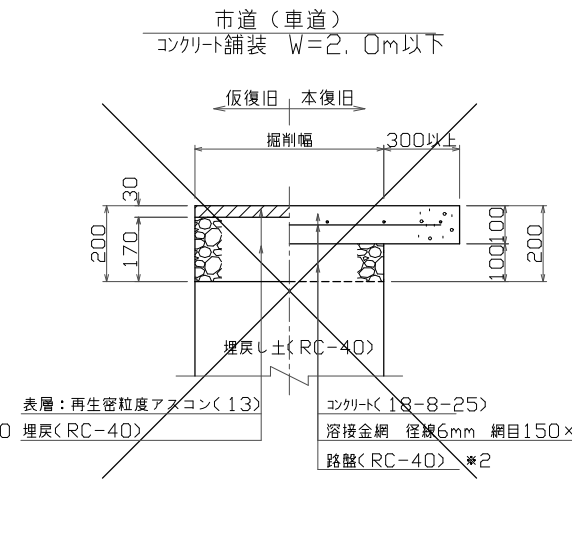 市道（車道）
コンクリート舗装　W=2．0m以下
仮復旧　本復旧
掘削幅　300以上
30
200
170
100
100
200
埋戻し土(RC-40)
表層：再生密粒度アスコン(13)
0 埋戻(RC-40)
コンクリート(18-8-25)
溶接金網　径線6mm　網目150×
路盤(RC-40)　※2